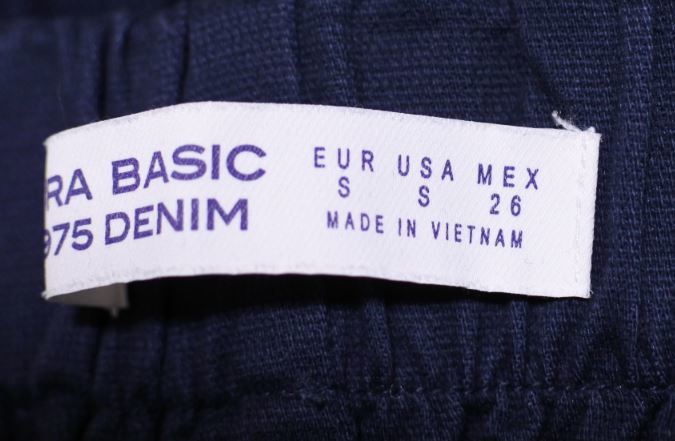 RA BASIC
975 DENIM
EUR USA MEX
S S 26
MADE IN VIETNAM